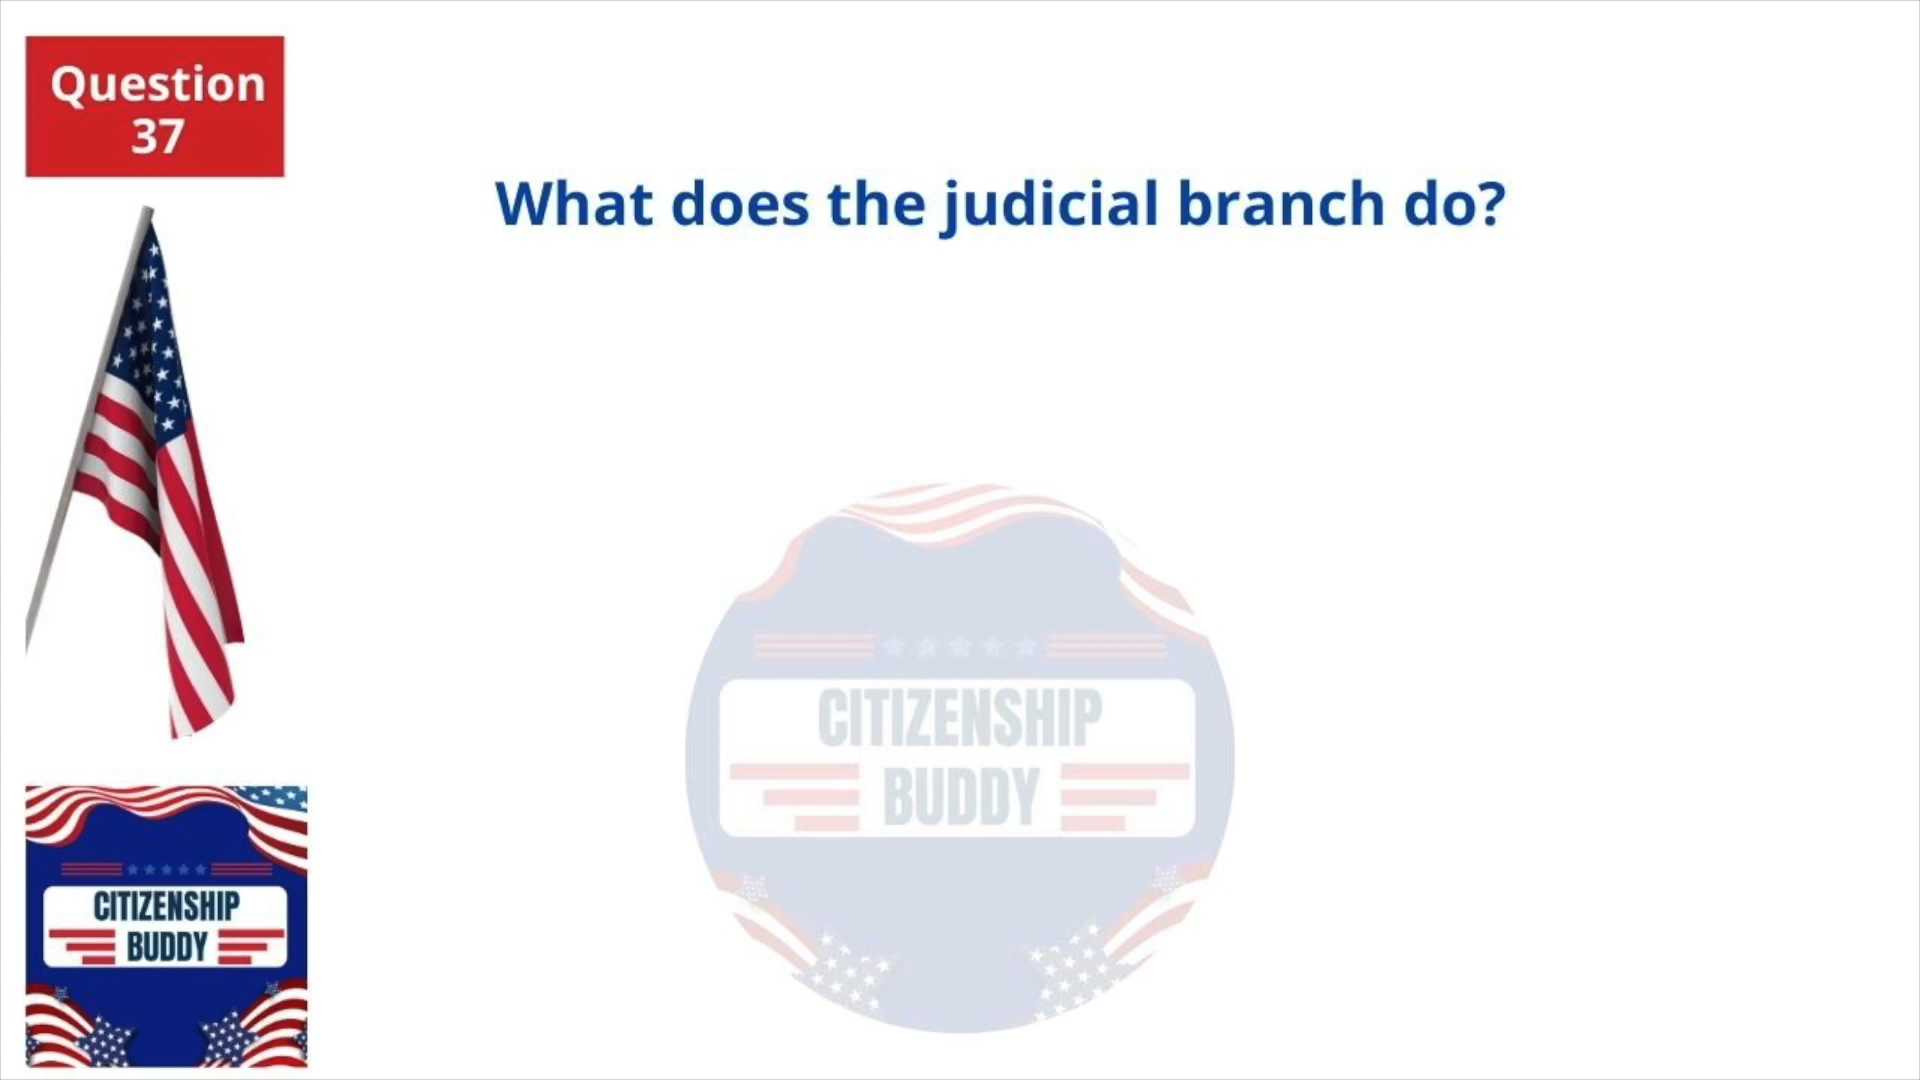 Question
37
What does the judicial branch do?
CITIZENSHIP
BUDDY
CITIZENSHIP
BUDDY